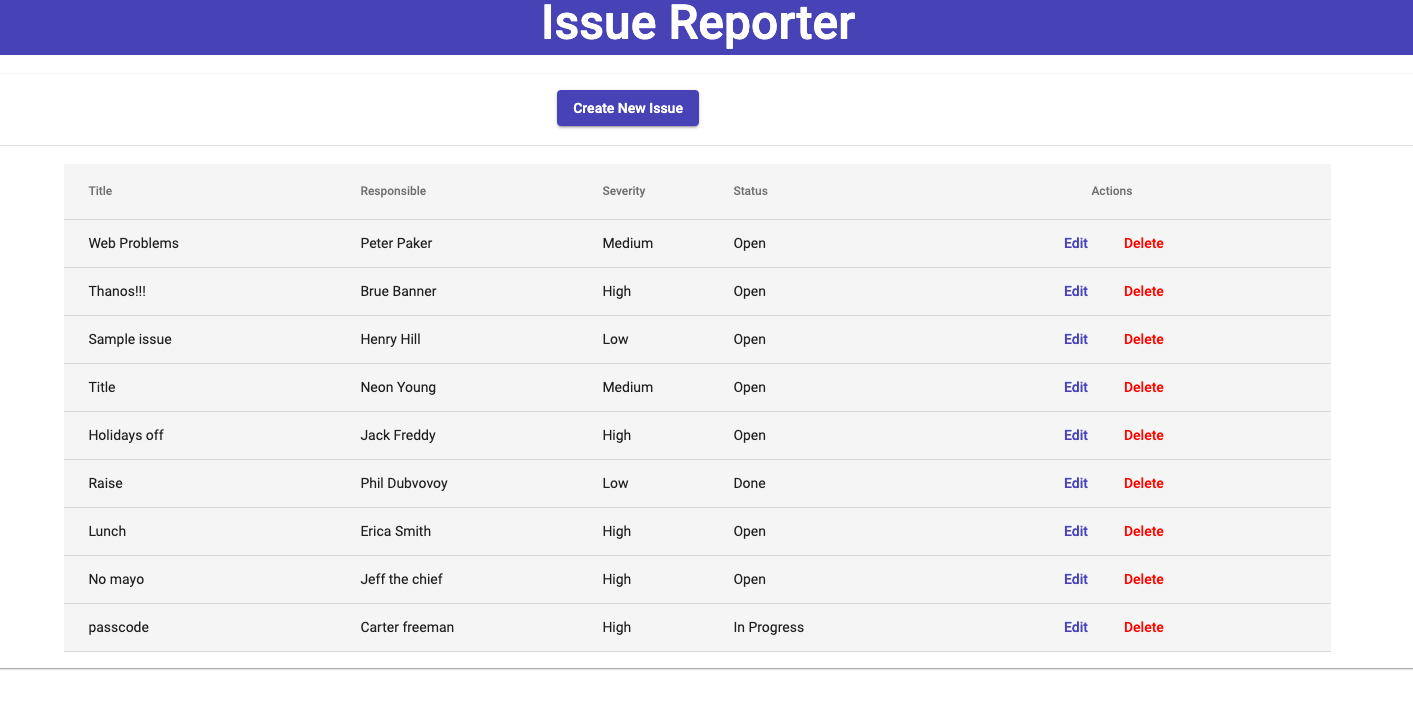 Issue Reporter
Create New Issue
Title Responsible Severity Status Actions
Web Problems Peter Paker Medium Open Edit Delete
Thanos!!! Brue Banner High Open Edit Delete
Sample issue Henry Hill Low Open Edit Delete
Title Neon Young Medium Open Edit Delete
Holidays off Jack Freddy High Open Edit Delete
Raise Phil Dubvovoy Low Done Edit Delete
Lunch Erica Smith High Open Edit Delete
No mayo Jeff the chief High Open Edit Delete
passcode Carter freeman High In Progress Edit Delete